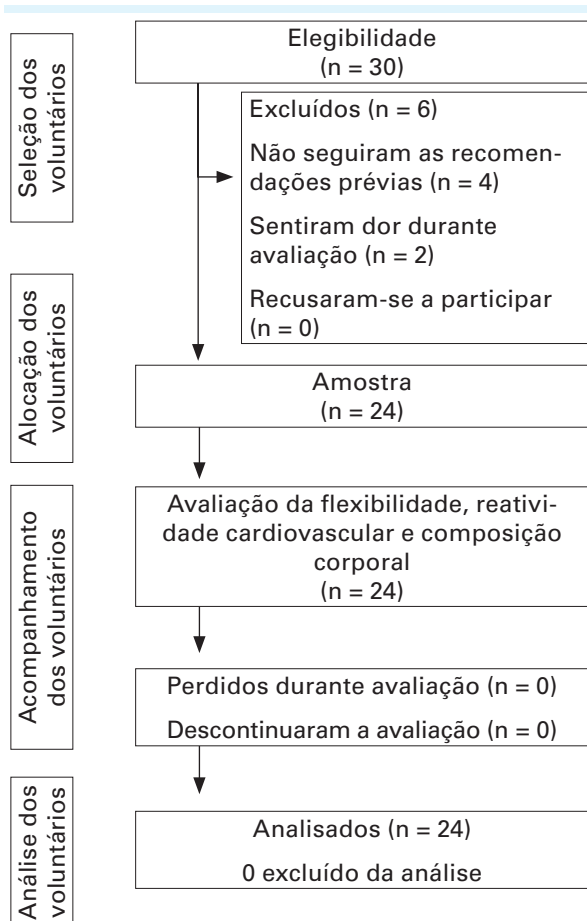 Seleção dos
voluntários
Elegibilidade
(n = 30)
Excluídos (n = 6)
Não seguiram as recomen-
dações prévias (n = 4)
Sentiram dor durante
avaliação (n = 2)
Recusaram-se a participar
(n = 0)
Alocação dos
voluntários
Amostra
(n = 24)
Acompanhamento
dos voluntários
Avaliação da flexibilidade, reativi-
dade cardiovascular e composição
corporal
(n = 24)
Perdidos durante avaliação (n = 0)
Descontinuaram a avaliação (n = 0)
Análise dos
voluntários
Analisados (n = 24)
0 excluído da análise